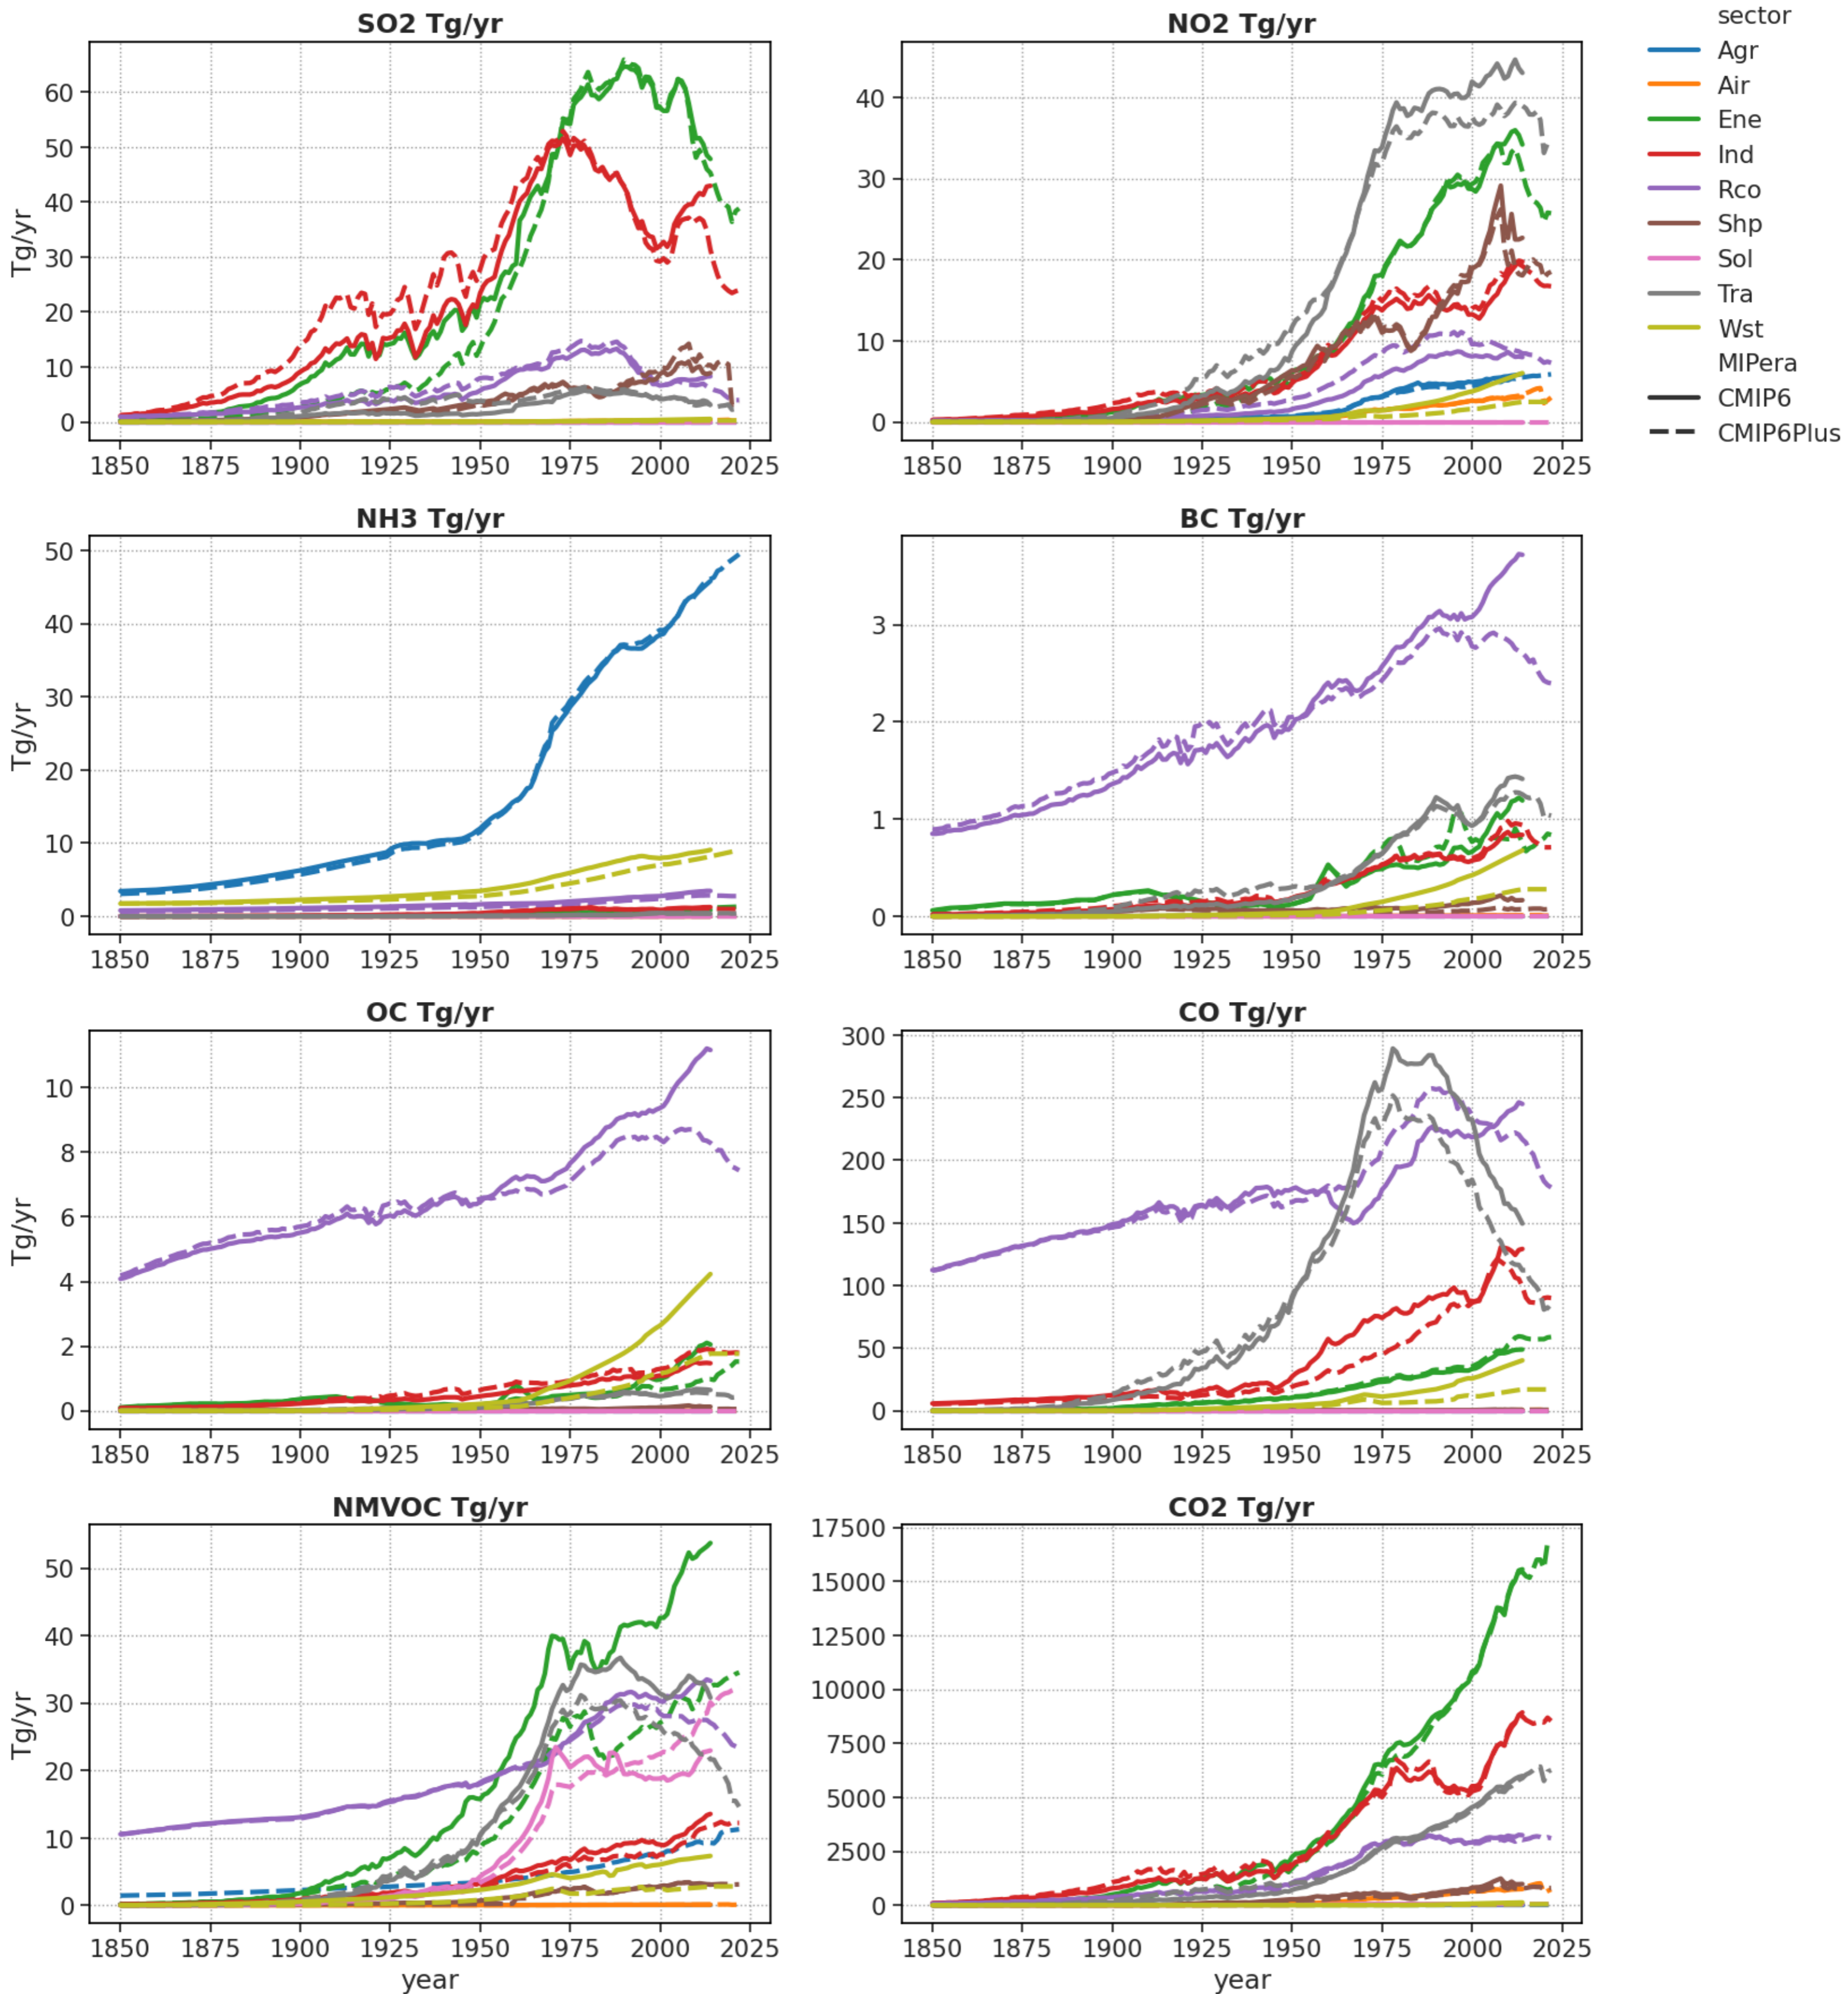 SO2 Tg/yr
Tg/yr
60
50
40
30
20
10
0
1850 1875 1900 1925 1950 1975 2000 2025
NO2 Tg/yr
40
30
20
10
0
1850 1875 1900 1925 1950 1975 2000 2025
sector
Agr
Air
Ene
Ind
Rco
Shp
Sol
Tra
Wst
MIPera
CMIP6
CMIP6Plus
NH3 Tg/yr
Tg/yr
50
40
30
20
10
0
1850 1875 1900 1925 1950 1975 2000 2025
BC Tg/yr
3
2
1
0
1850 1875 1900 1925 1950 1975 2000 2025
OC Tg/yr
Tg/yr
10
8
6
4
2
0
1850 1875 1900 1925 1950 1975 2000 2025
CO Tg/yr
300
250
200
150
100
50
0
1850 1875 1900 1925 1950 1975 2000 2025
NMVOC Tg/yr
Tg/yr
50
40
30
20
10
0
1850 1875 1900 1925 1950 1975 2000 2025
year
CO2 Tg/yr
17500
15000
12500
10000
7500
5000
2500
0
1850 1875 1900 1925 1950 1975 2000 2025
year